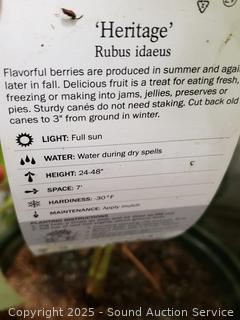 'Heritage'
Rubus idaeus
Flavorful berries are produced in summer and again
later in fall. Delicious fruit is a treat for eating fresh,
freezing or making into jams, jellies, preserves or
pies. Sturdy canes do not need staking. Cut back old
canes to 3" from ground in winter.
LIGHT: Full sun
WATER: Water during dry spells
HEIGHT: 24-48"
SPACE: 7'
HARDINESS: -30°F
MAINTENANCE: Apply mulch
PLANTING INSTRUCTIONS
Copyright 2025 - Sound Auction Service